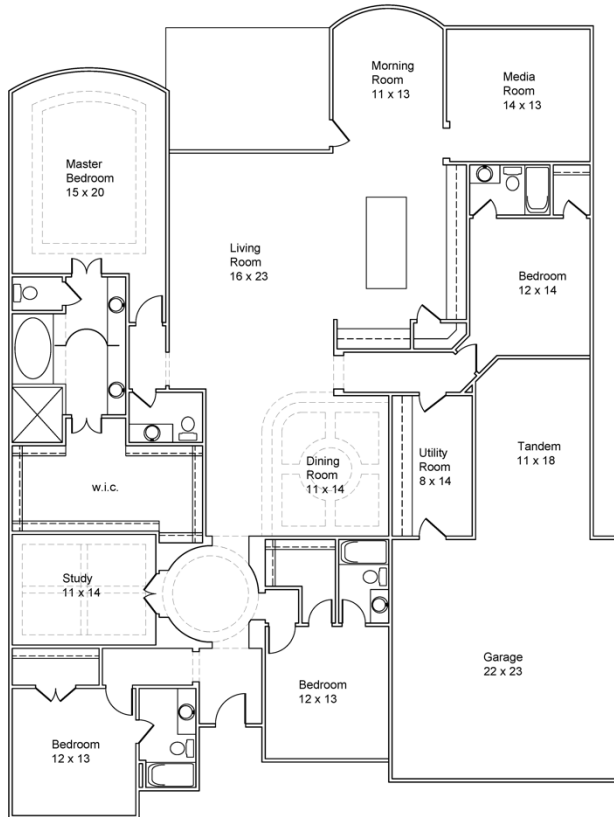 Morning
Room
11 x 13
Media
Room
14 x 13
Master
Bedroom
15 x 20
Living
Room
16 x 23
Bedroom
12 x 14
Dining
Room
11 x 14
Utility
Room
8 x 14
Tandem
11 x 18
w.i.c.
Study
11 x 14
Garage
22 x 23
Bedroom
12 x 13
Bedroom
12 x 13